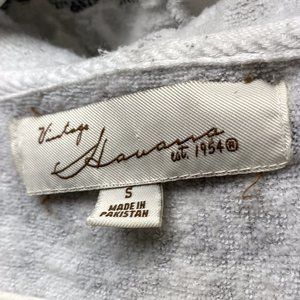 Vintage
Havana
est. 1954®
S
MADE IN
PAKISTAN